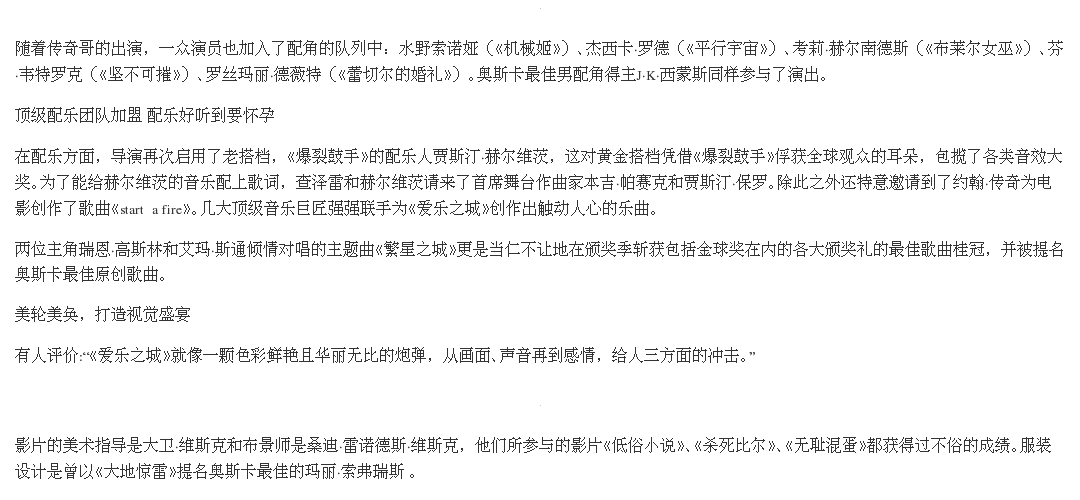 随着传奇哥的出演，一众演员也加入了配角的队列中：水野索诺娅（《机械姬》）、杰西卡·罗德（《平行宇宙》）、考莉·赫尔南德斯（《布莱尔女巫》）、芬
·韦特罗克（《坚不可摧》）、罗丝玛丽·德薇特（《蕾切尔的婚礼》）。奥斯卡最佳男配角得主J·K·西蒙斯同样参与了演出。
顶级配乐团队加盟 配乐好听到要怀孕
在配乐方面，导演再次启用了老搭档，《爆裂鼓手》的配乐人贾斯汀·赫尔维茨，这对黄金搭档凭借《爆裂鼓手》俘获全球观众的耳朵，包揽了各类音效大
奖。为了能给赫尔维茨的音乐配上歌词，查泽雷和赫尔维茨请来了首席舞台作曲家本吉·帕赛克和贾斯汀·保罗。除此之外还特意邀请到了约翰·传奇为电
影创作了歌曲《start a fire》。几大顶级音乐巨匠强强联手为《爱乐之城》创作出触动人心的乐曲。
两位主角瑞恩·高斯林和艾玛·斯通倾情对唱的主题曲《繁星之城》更是当仁不让地在颁奖季斩获包括金球奖在内的各大颁奖礼的最佳歌曲桂冠，并被提名
奥斯卡最佳原创歌曲。
美轮美奂，打造视觉盛宴
有人评价:“《爱乐之城》就像一颗色彩鲜艳且华丽无比的炮弹，从画面、声音再到感情，给人三方面的冲击。”
影片的美术指导是大卫·维斯克和布景师是桑迪·雷诺德斯·维斯克，他们所参与的影片《低俗小说》、《杀死比尔》、《无耻混蛋》都获得过不俗的成绩。服装
设计是曾以《大地惊雷》提名奥斯卡最佳的玛丽·索弗瑞斯 。